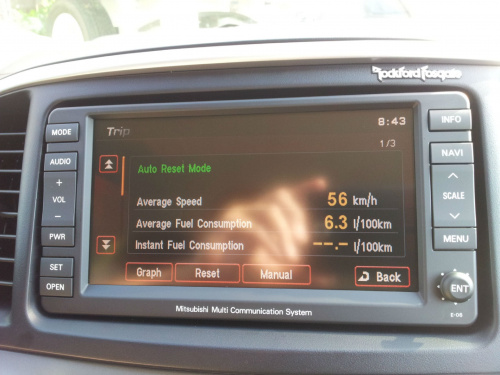 by Rockford Fosgate
MODE
AUDIO
+
VOL
−
PWR
SET
OPEN
Trip
8:43
1/3
Auto Reset Mode
Average Speed 56 km/h
Average Fuel Consumption 6.3 l/100km
Instant Fuel Consumption --.- l/100km
Graph Reset Manual Back
INFO
NAVI
SCALE
MENU
ENT
Mitsubishi Multi Communication System